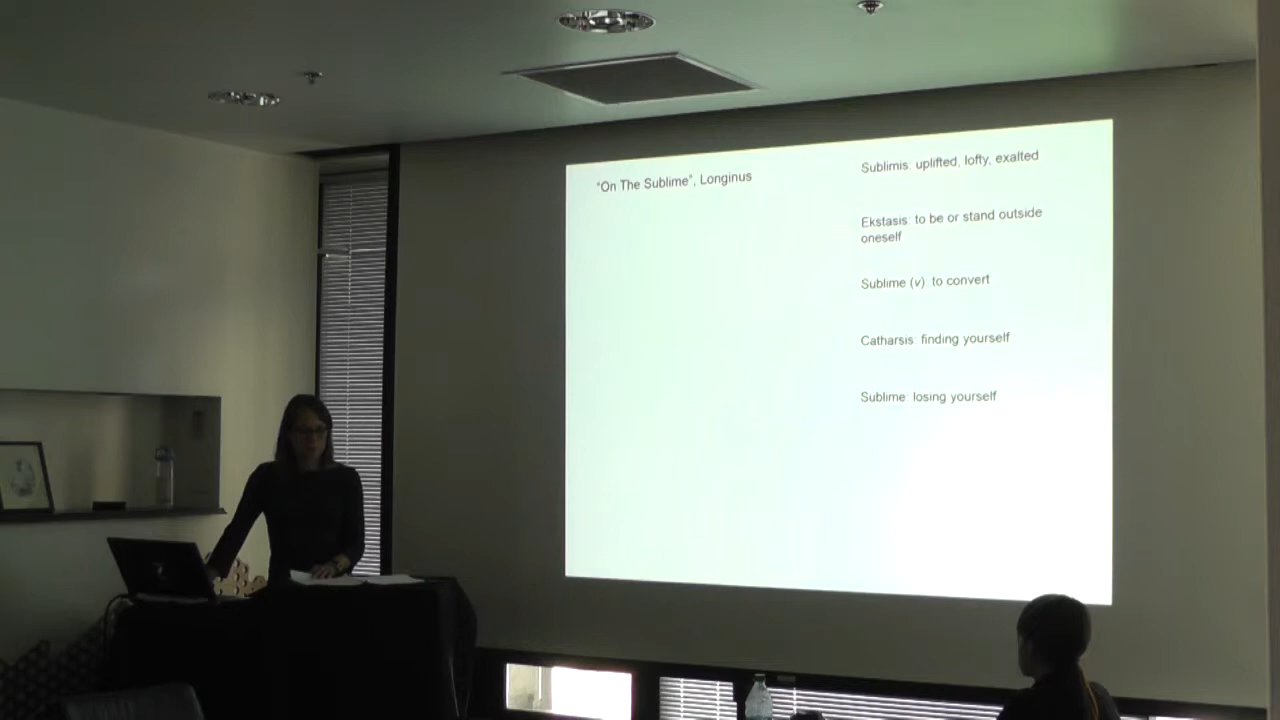 "On The Sublime", Longinus
Sublimis: uplifted, lofty, exalted
Ekstasis: to be or stand outside
oneself
Sublime (v) to convert
Catharsis finding yourself
Sublime: losing yourself